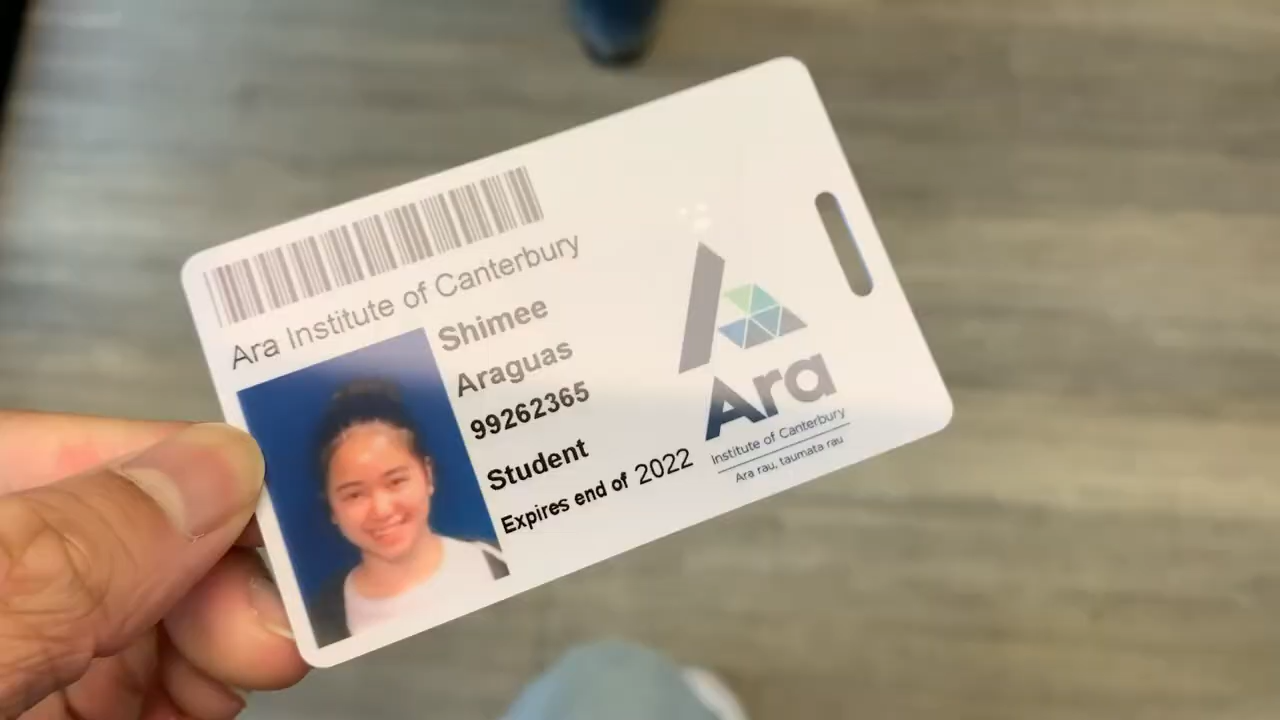 Ara Institute of Canterbury
Shimee
Araguas
99262365
Student
Expires end of 2022
Ara
Institute of Canterbury
Ara rau, taumata rau